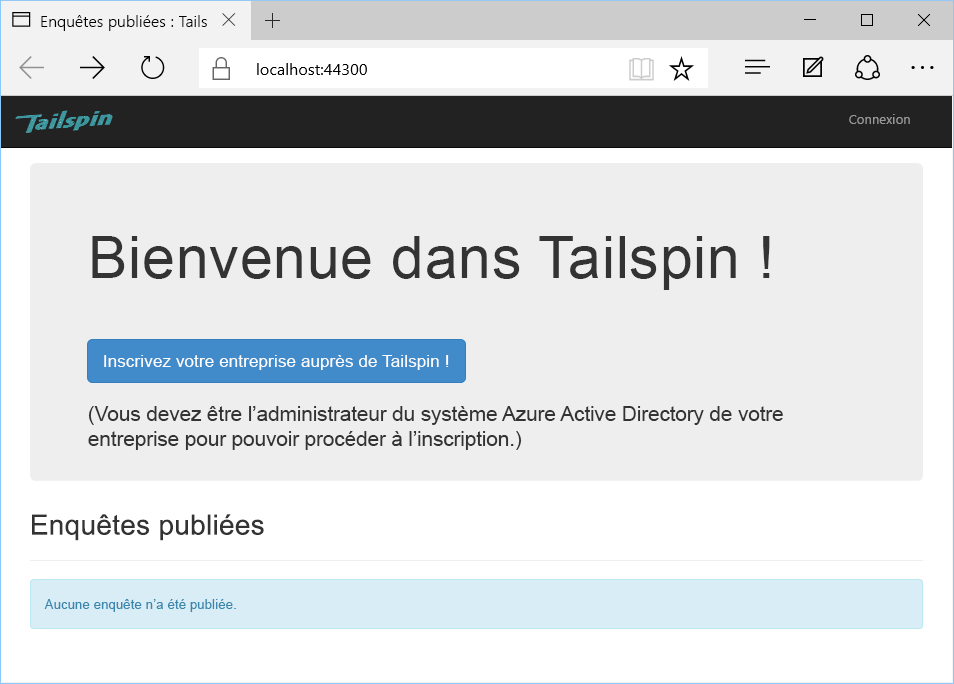 Enquêtes publiées : Tails
localhost:44300
Tailspin
Connexion
Bienvenue dans Tailspin !
Inscrivez votre entreprise auprès de Tailspin !
(Vous devez être l’administrateur du système Azure Active Directory de votre
entreprise pour pouvoir procéder à l’inscription.)
Enquêtes publiées
Aucune enquête n’a été publiée.